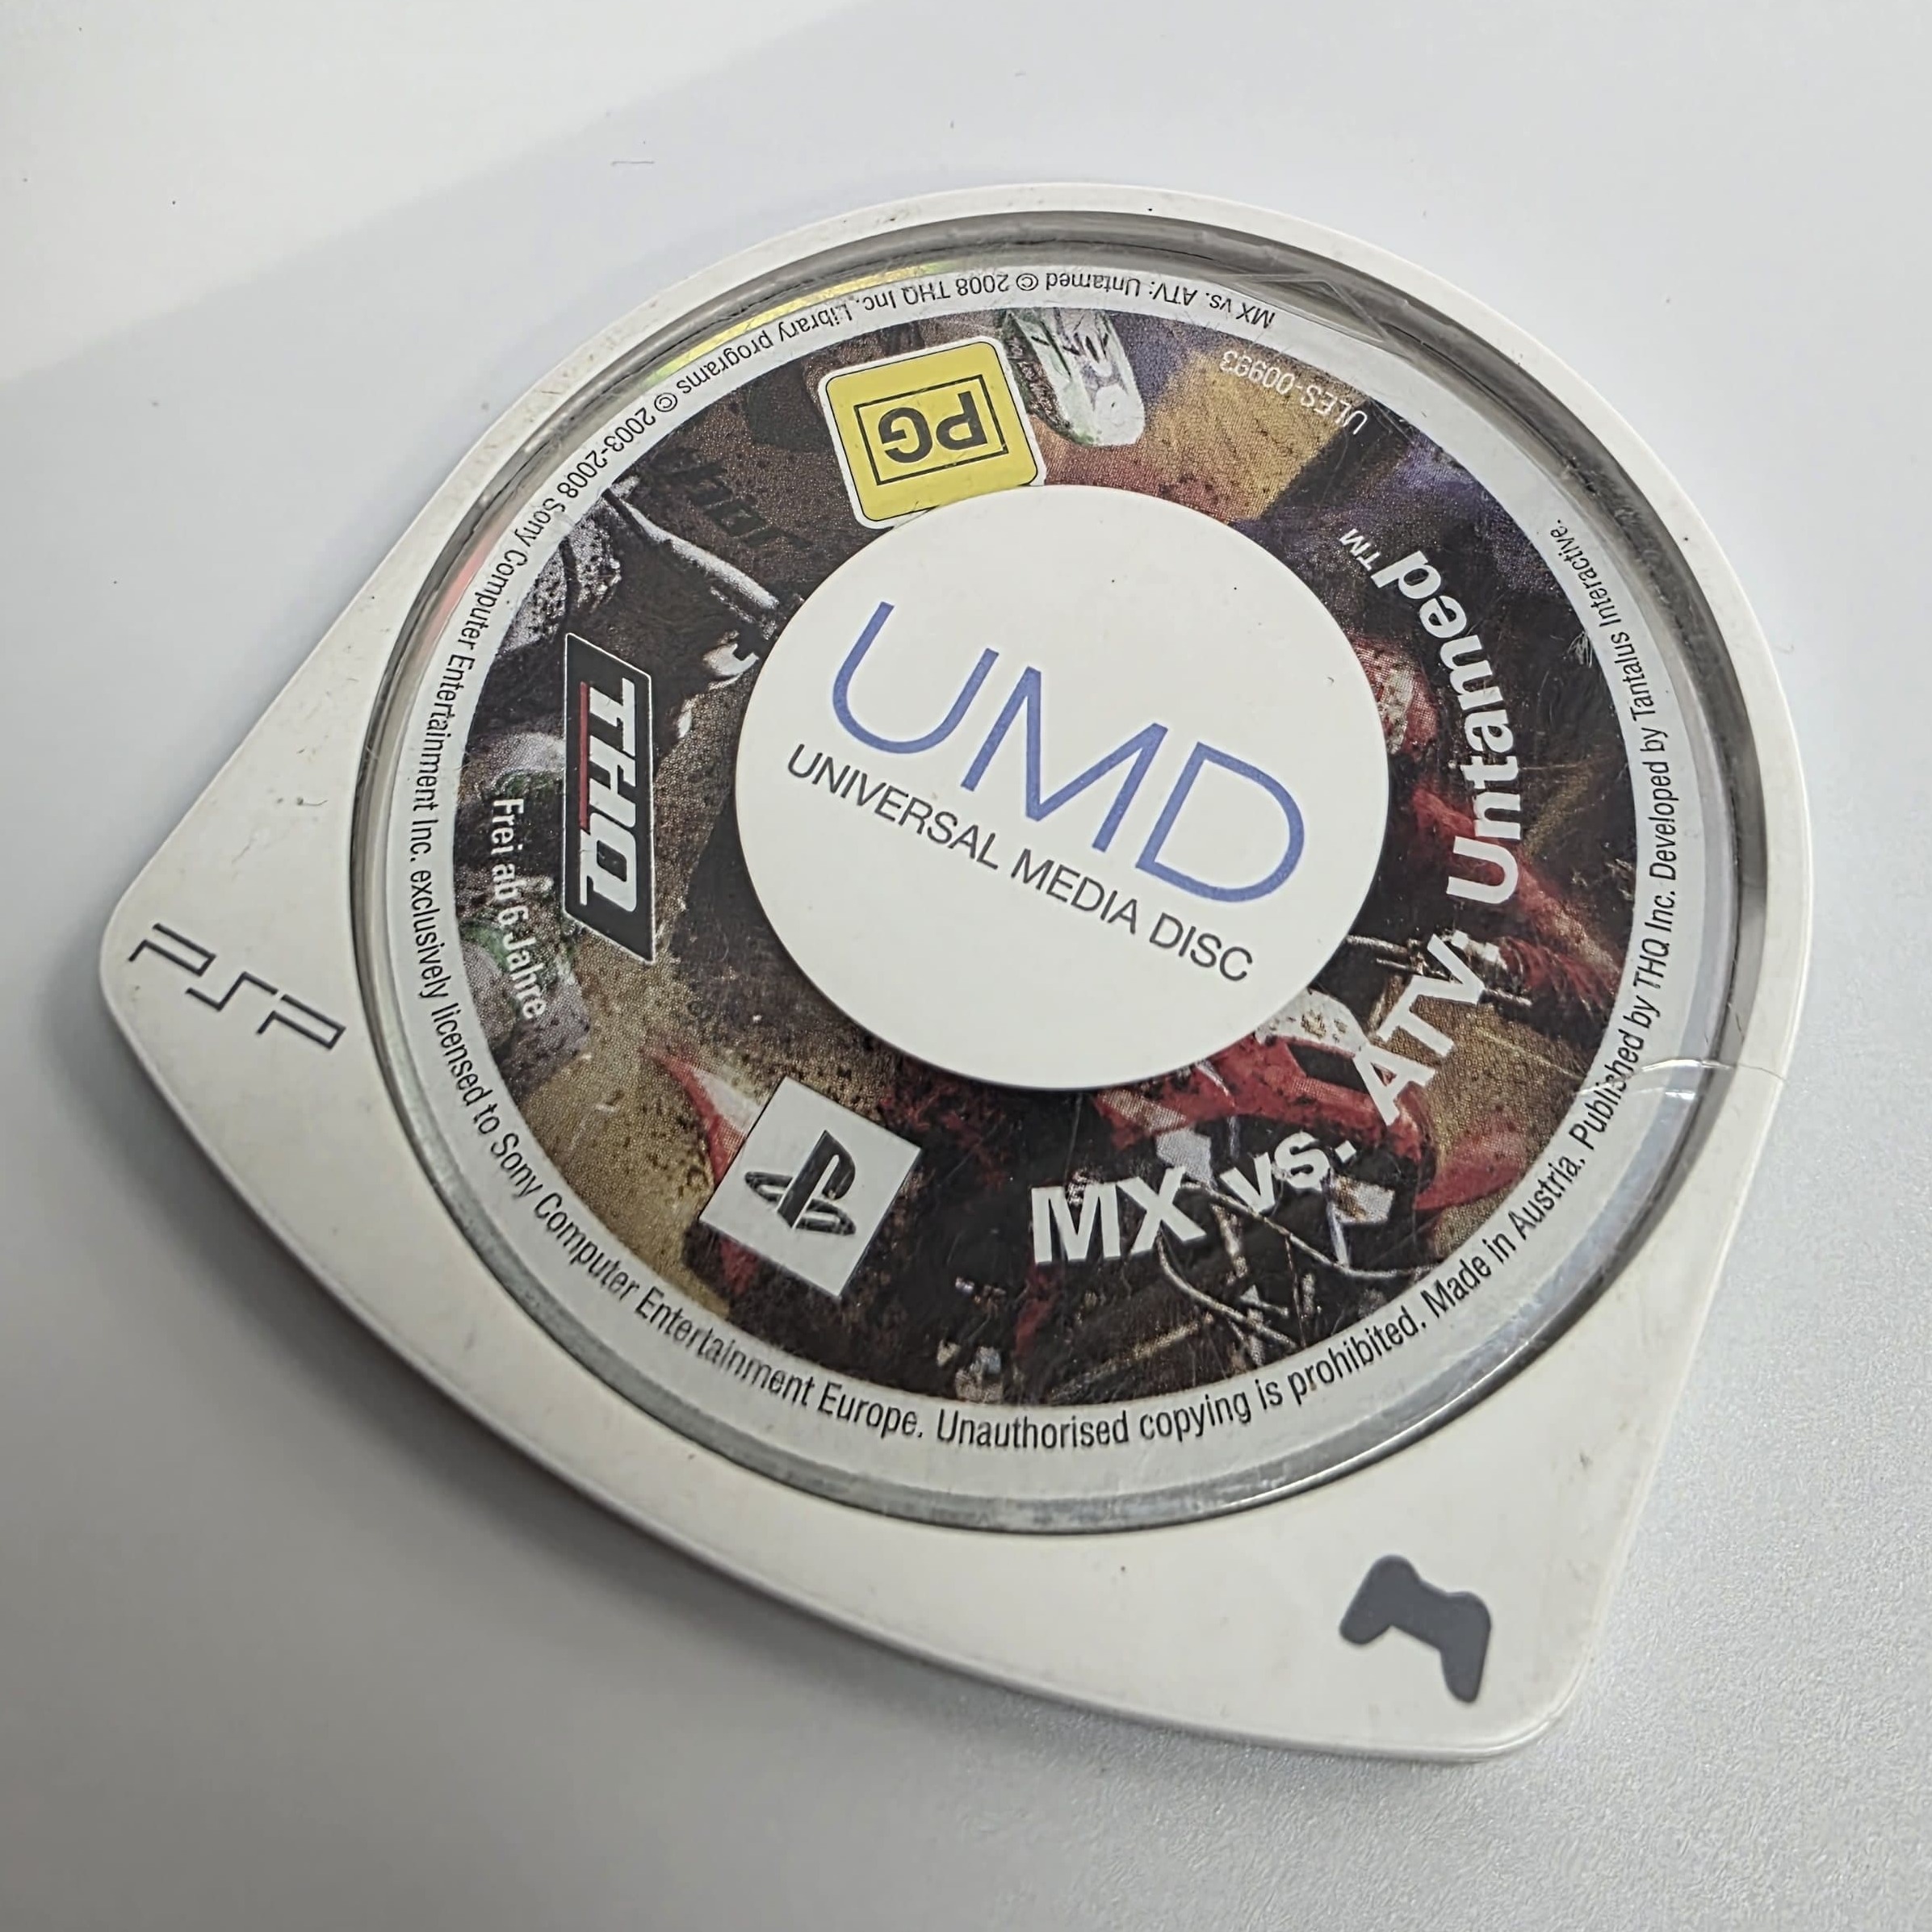 UMD
UNIVERSAL MEDIA DISC
MX vs. ATV: Untamed™
ULES-00993
PG
THQ
Frei ab 6 Jahre
PSP
MX vs. ATV: Untamed © 2008 THQ Inc. Library programs © 2003-2008 Sony Computer Entertainment Inc. exclusively licensed to Sony Computer Entertainment Europe. Unauthorised copying is prohibited. Made in Austria. Published by THQ Inc. Developed by Tantalus Interactive.